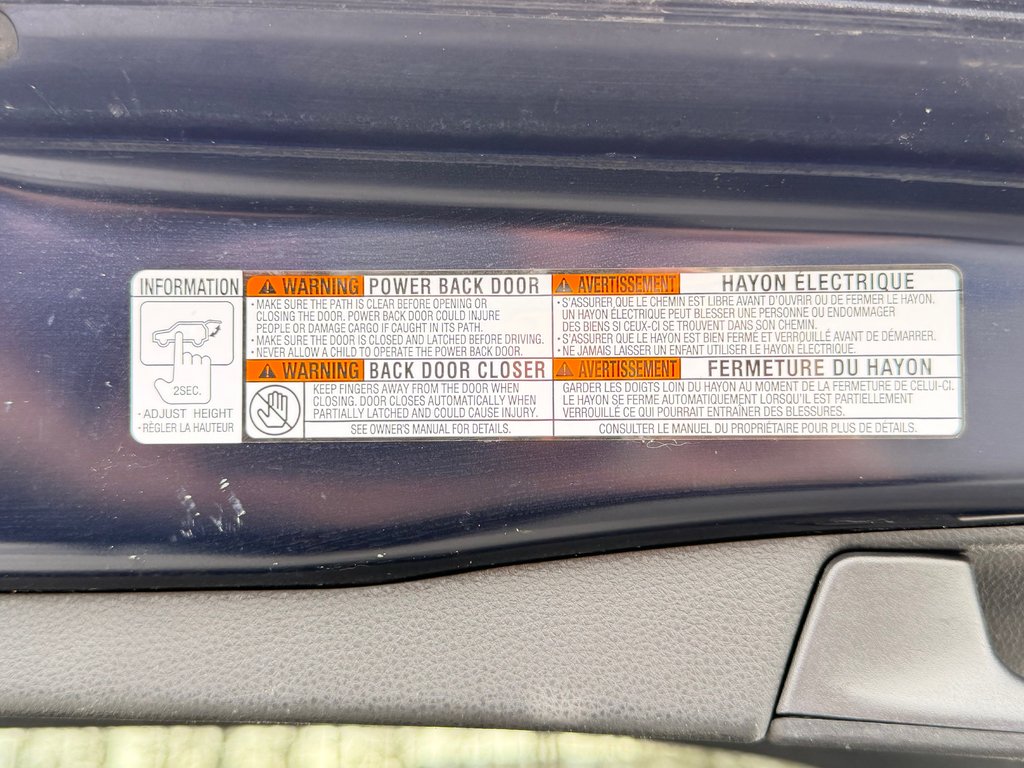 INFORMATION
2SEC.
• ADJUST HEIGHT
• RÈGLER LA HAUTEUR
WARNING POWER BACK DOOR
• MAKE SURE THE PATH IS CLEAR BEFORE OPENING OR
CLOSING THE DOOR. POWER BACK DOOR COULD INJURE
PEOPLE OR DAMAGE CARGO IF CAUGHT IN ITS PATH.
• MAKE SURE THE DOOR IS CLOSED AND LATCHED BEFORE DRIVING.
• NEVER ALLOW A CHILD TO OPERATE THE POWER BACK DOOR.
WARNING BACK DOOR CLOSER
KEEP FINGERS AWAY FROM THE DOOR WHEN
CLOSING. DOOR CLOSES AUTOMATICALLY WHEN
PARTIALLY LATCHED AND COULD CAUSE INJURY.
SEE OWNER'S MANUAL FOR DETAILS.
AVERTISSEMENT HAYON ÉLECTRIQUE
• S'ASSURER QUE LE CHEMIN EST LIBRE AVANT D'OUVRIR OU DE FERMER LE HAYON.
UN HAYON ÉLECTRIQUE PEUT BLESSER UNE PERSONNE OU ENDOMMAGER
DES BIENS SI CEUX-CI SE TROUVENT DANS SON CHEMIN.
• S'ASSURER QUE LE HAYON EST BIEN FERMÉ ET VERROUILLÉ AVANT DE DÉMARRER.
• NE JAMAIS LAISSER UN ENFANT UTILISER LE HAYON ÉLECTRIQUE.
AVERTISSEMENT FERMETURE DU HAYON
GARDER LES DOIGTS LOIN DU HAYON AU MOMENT DE LA FERMETURE DE CELUI-CI.
LE HAYON SE FERME AUTOMATIQUEMENT LORSQU'IL EST PARTIELLEMENT
VERROUILLÉ CE QUI POURRAIT ENTRAÎNER DES BLESSURES.
CONSULTER LE MANUEL DU PROPRIÉTAIRE POUR PLUS DE DÉTAILS.